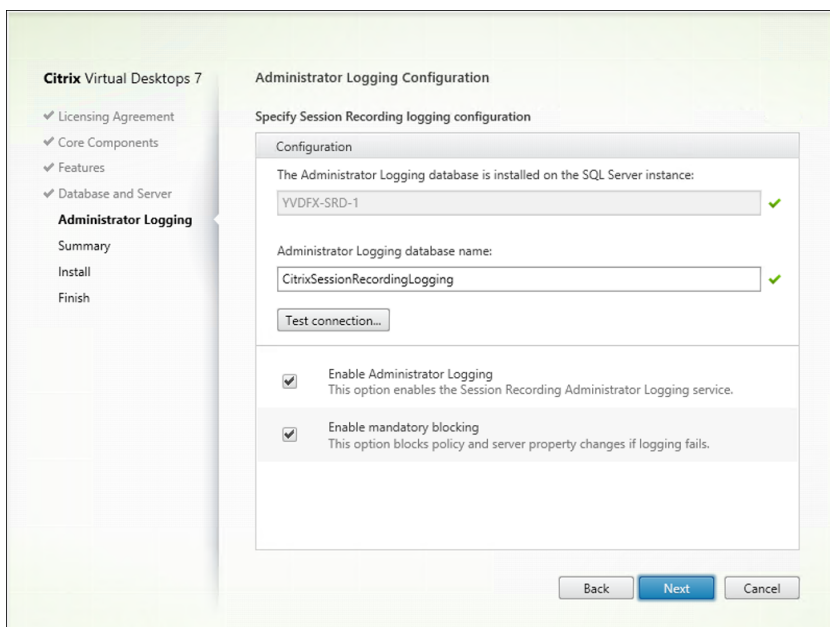 Citrix Virtual Desktops 7
Licensing Agreement
Core Components
Features
Database and Server
Administrator Logging
Summary
Install
Finish
Administrator Logging Configuration
Specify Session Recording logging configuration
Configuration
The Administrator Logging database is installed on the SQL Server instance:
YVDFX-SRD-1
Administrator Logging database name:
CitrixSessionRecordingLogging
Test connection...
Enable Administrator Logging
This option enables the Session Recording Administrator Logging service.
Enable mandatory blocking
This option blocks policy and server property changes if logging fails.
Back
Next
Cancel